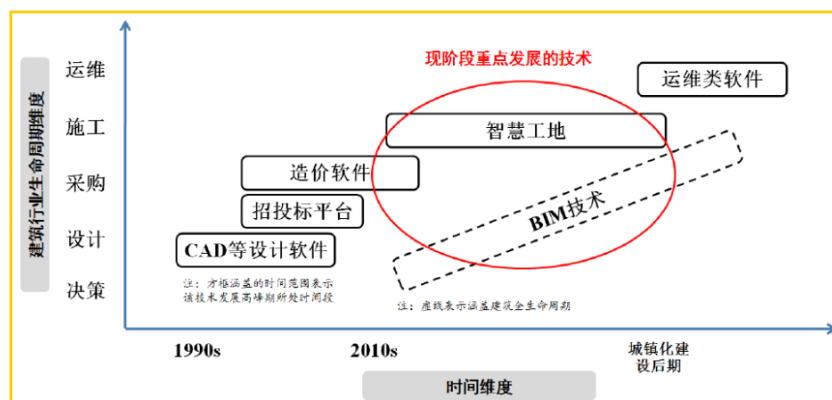 建筑行业生命周期维度
运维
施工
采购
设计
决策
现阶段重点发展的技术
运维类软件
智慧工地
造价软件
招投标平台
BIM技术
CAD等设计软件
注：方框涵盖的时间范围表示
该技术发展高峰期所处时间段
注：虚线表示涵盖建筑全生命周期
1990s
2010s
城镇化建
设后期
时间维度